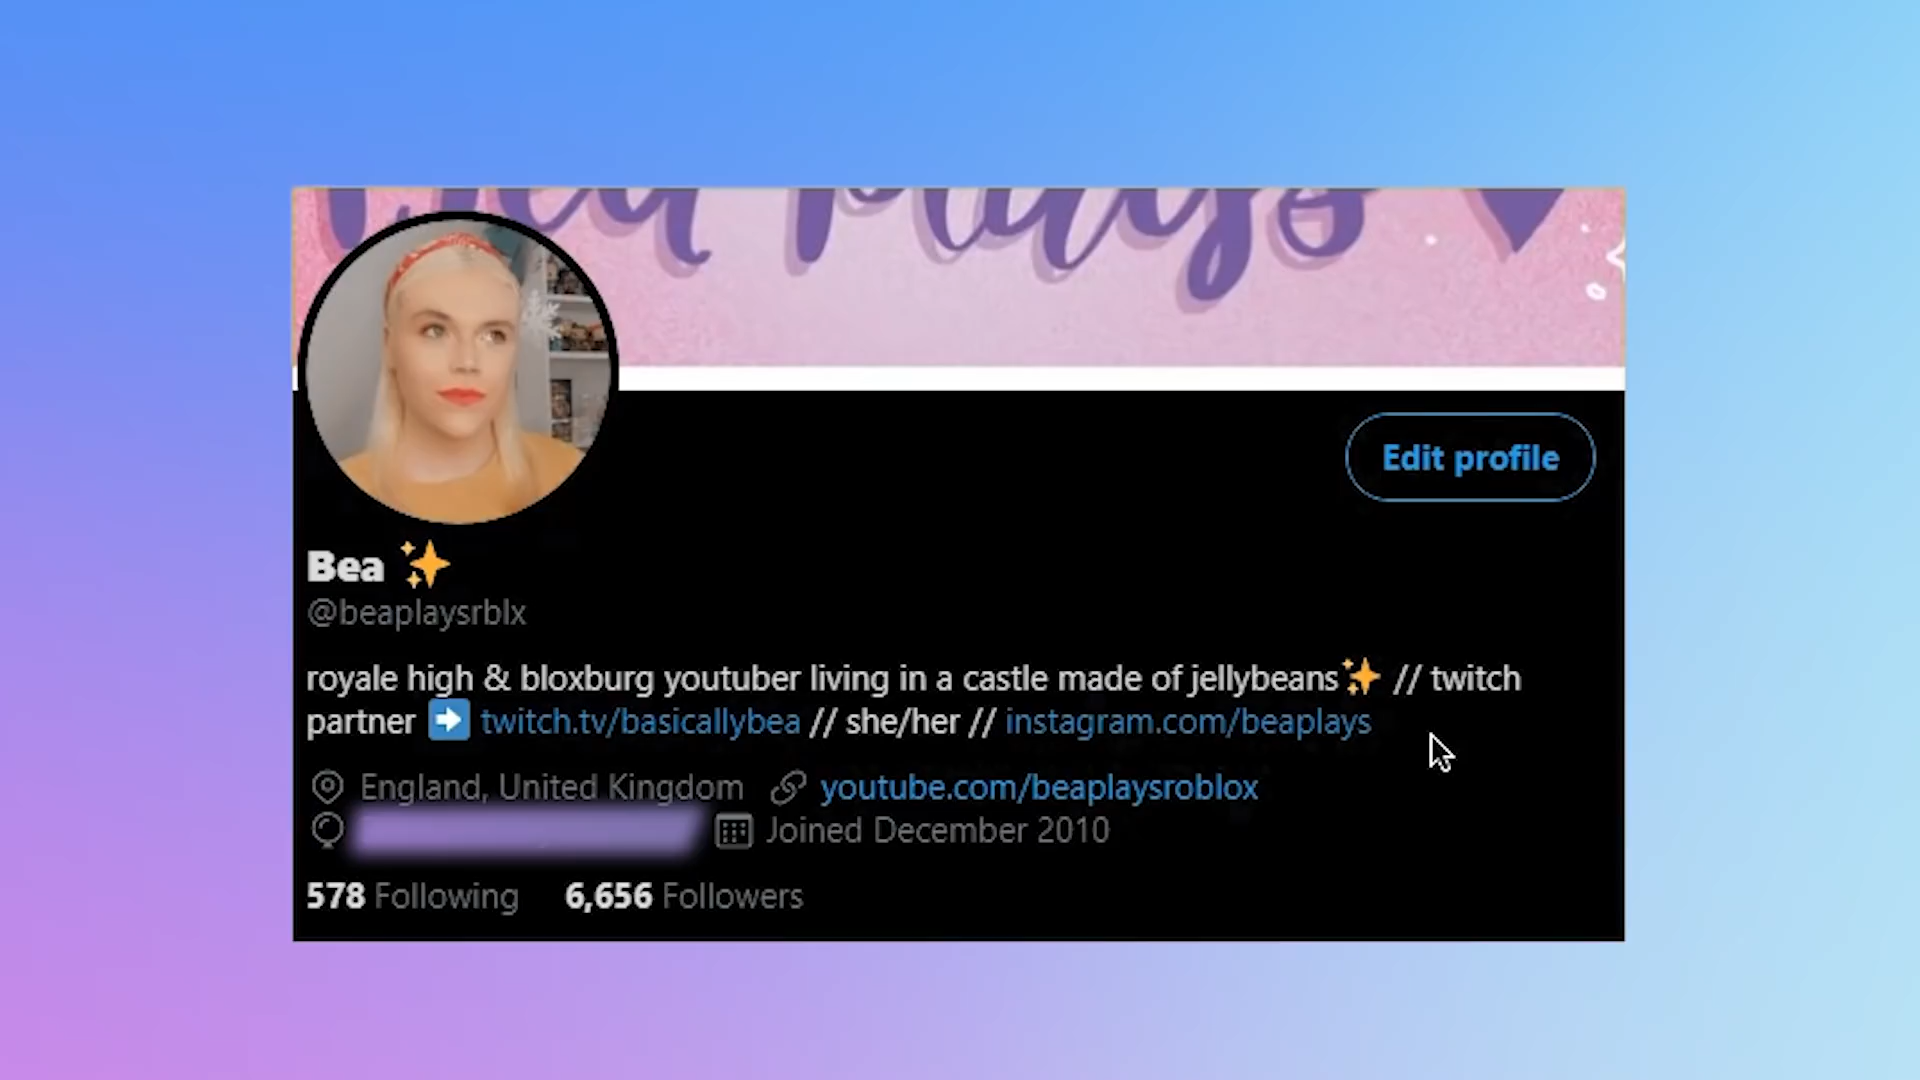 Bea Plays
Edit profile
Bea ✨
@beaplaysrblx
royale high & bloxburg youtuber living in a castle made of jellybeans✨ // twitch
partner ➡️ twitch.tv/basicallybea // she/her // instagram.com/beaplays
England, United Kingdom youtube.com/beaplaysroblox
Joined December 2010
578 Following 6,656 Followers